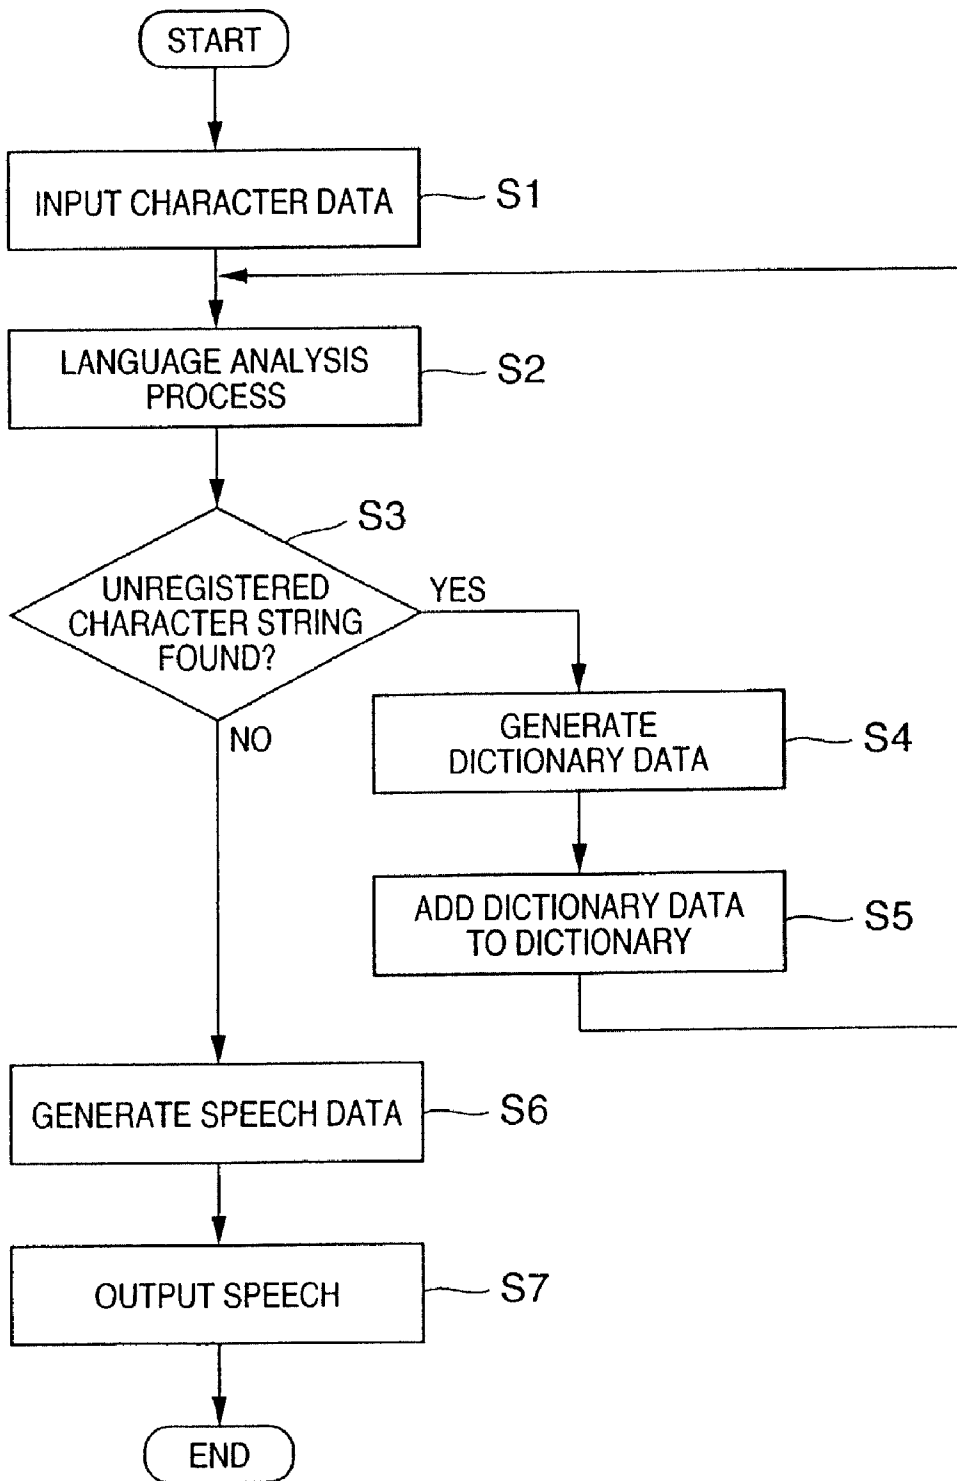 START
INPUT CHARACTER DATA
S1
LANGUAGE ANALYSIS
PROCESS
S2
S3
UNREGISTERED
CHARACTER STRING
FOUND?
YES
NO
GENERATE
DICTIONARY DATA
S4
ADD DICTIONARY DATA
TO DICTIONARY
S5
GENERATE SPEECH DATA
S6
OUTPUT SPEECH
S7
END